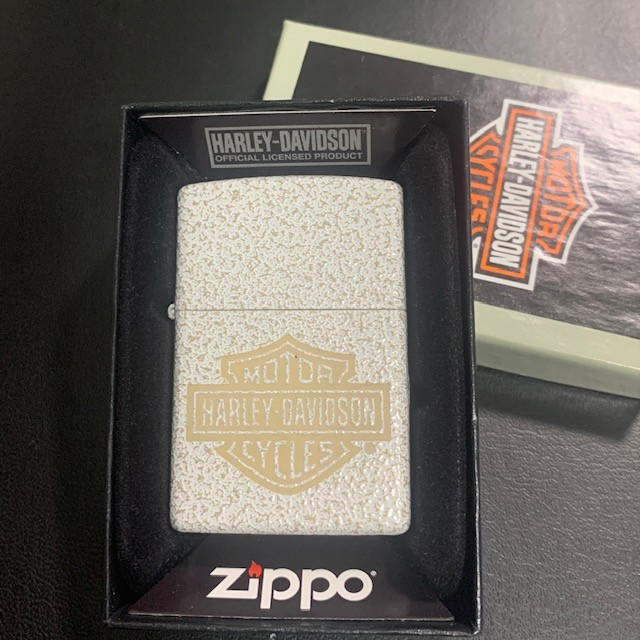 HARLEY-DAVIDSON
OFFICIAL LICENSED PRODUCT
MOTOR
HARLEY-DAVIDSON
CYCLES
®
zippo®
MOTOR
HARLEY-DAVIDSON
CYCLES